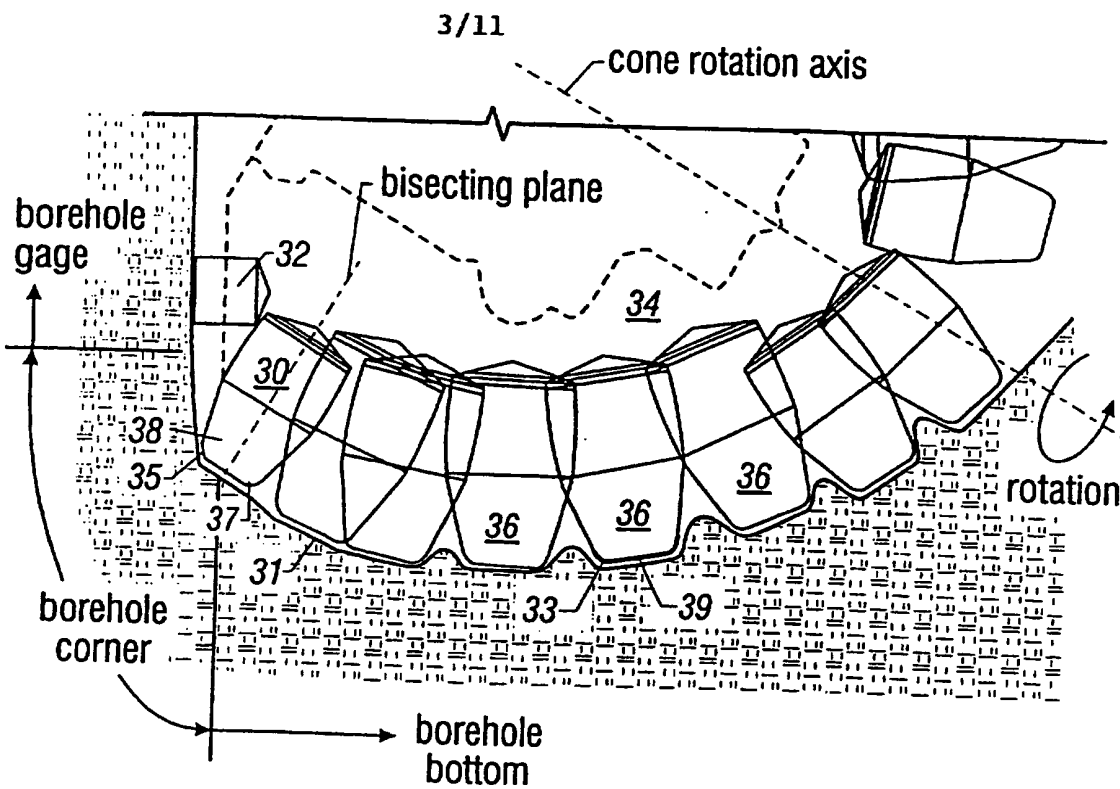 3/11
cone rotation axis
bisecting plane
borehole
gage
32
34
30
38
35
37
36
36
36
rotation
31
33
39
borehole
corner
borehole
bottom